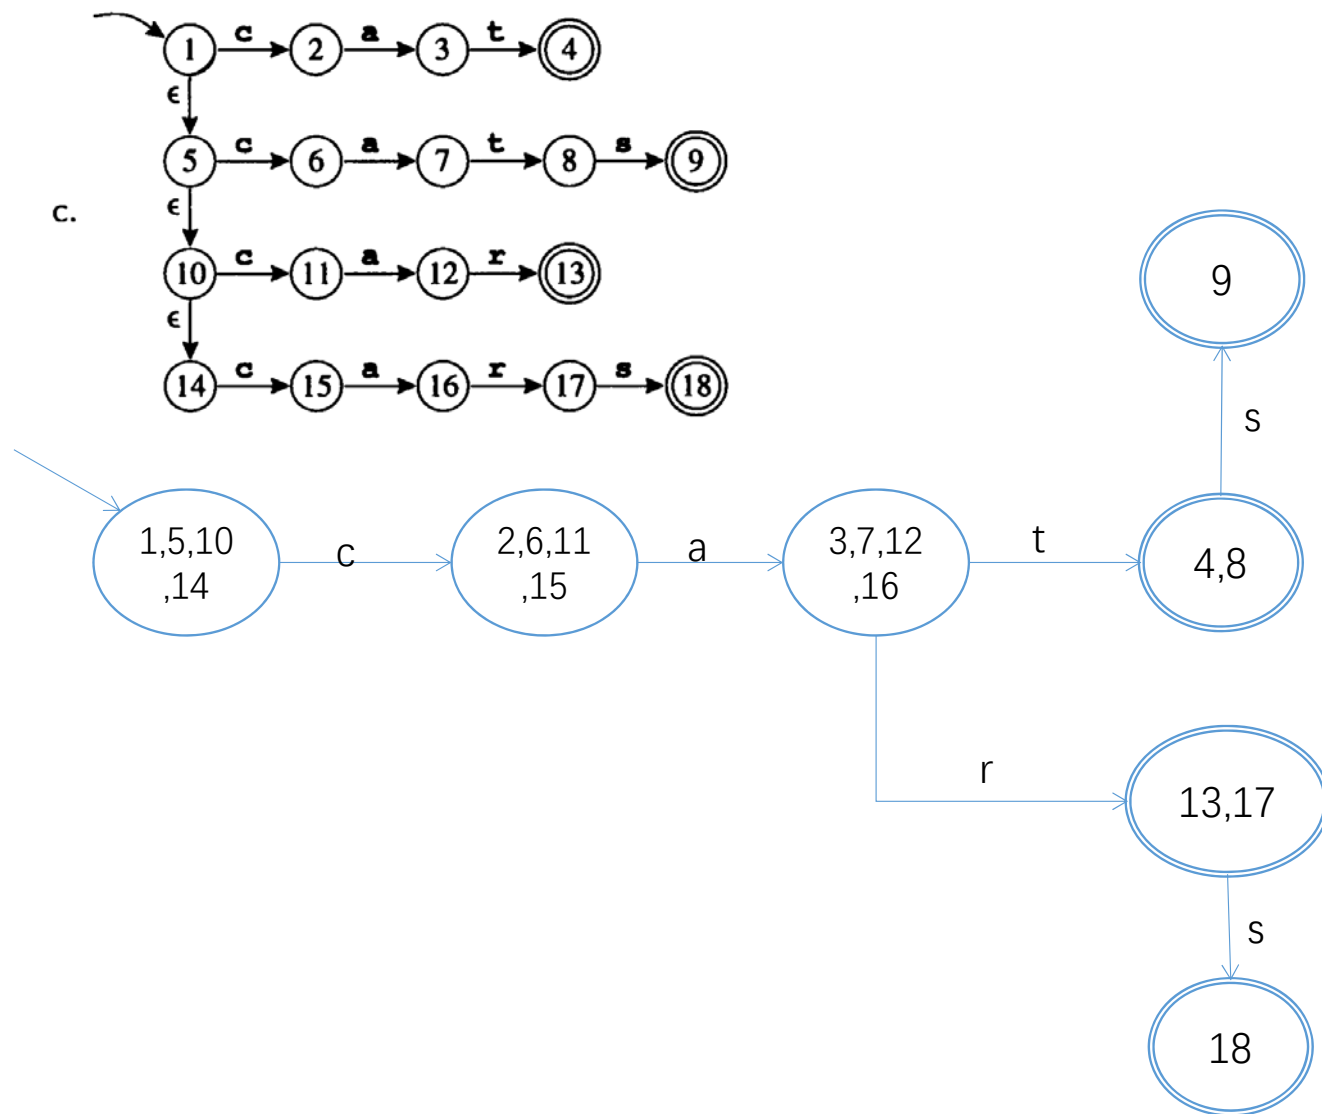 1 c 2 a 3 t 4
ϵ
5 c 6 a 7 t 8 s 9
ϵ
c.
10 c 11 a 12 r 13
ϵ
14 c 15 a 16 r 17 s 18
9
s
1,5,10
,14
c
2,6,11
,15
a
3,7,12
,16
t
4,8
r
13,17
s
18